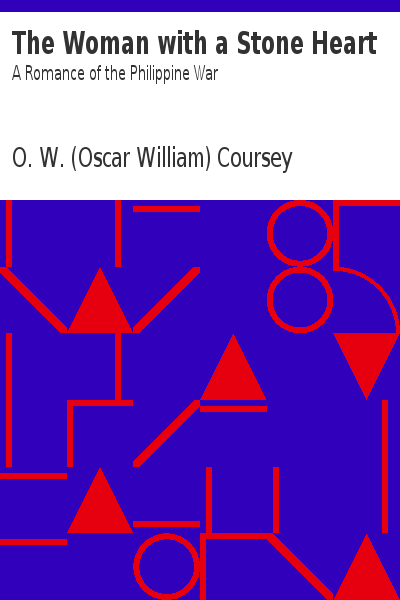 The Woman with a Stone Heart
A Romance of the Philippine War
O. W. (Oscar William) Coursey